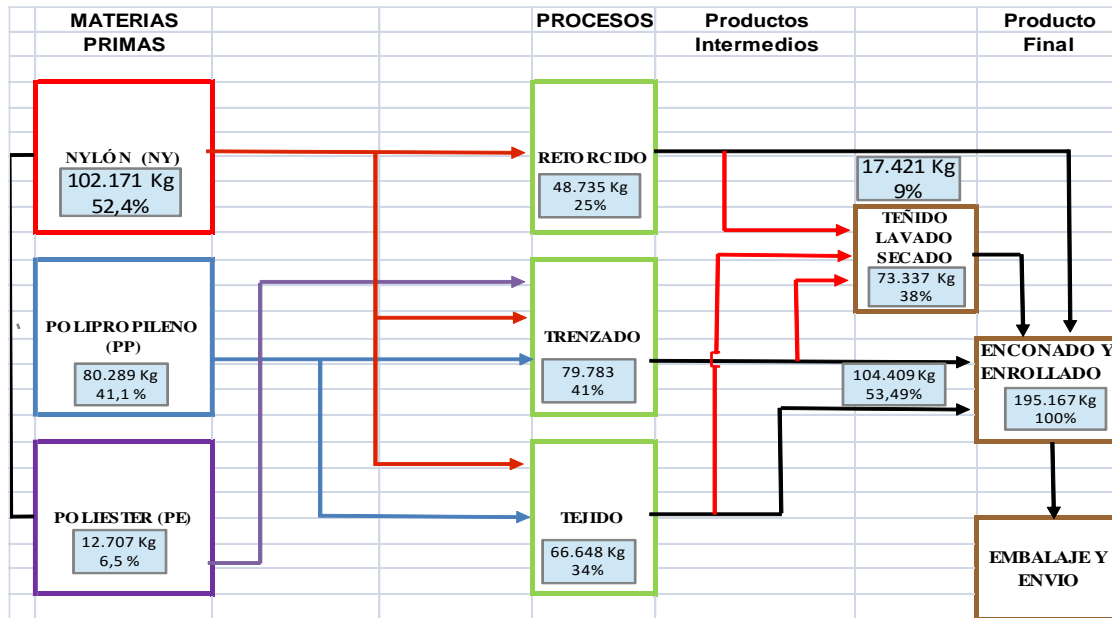 MATERIAS
PRIMAS
PROCESOS
Productos
Intermedios
Producto
Final
NYLÓN (NY)
102.171 Kg
52,4%
RETORCIDO
48.735 Kg
25%
17.421 Kg
9%
TEÑIDO
LAVADO
SECADO
73.337 Kg
38%
POLIPROPILENO
(PP)
80.289 Kg
41,1 %
TRENZADO
79.783
41%
104.409 Kg
53,49%
ENCONADO Y
ENROLLADO
195.167 Kg
100%
POLIESTER (PE)
12.707 Kg
6,5 %
TEJIDO
66.648 Kg
34%
EMBALAJE Y
ENVIO